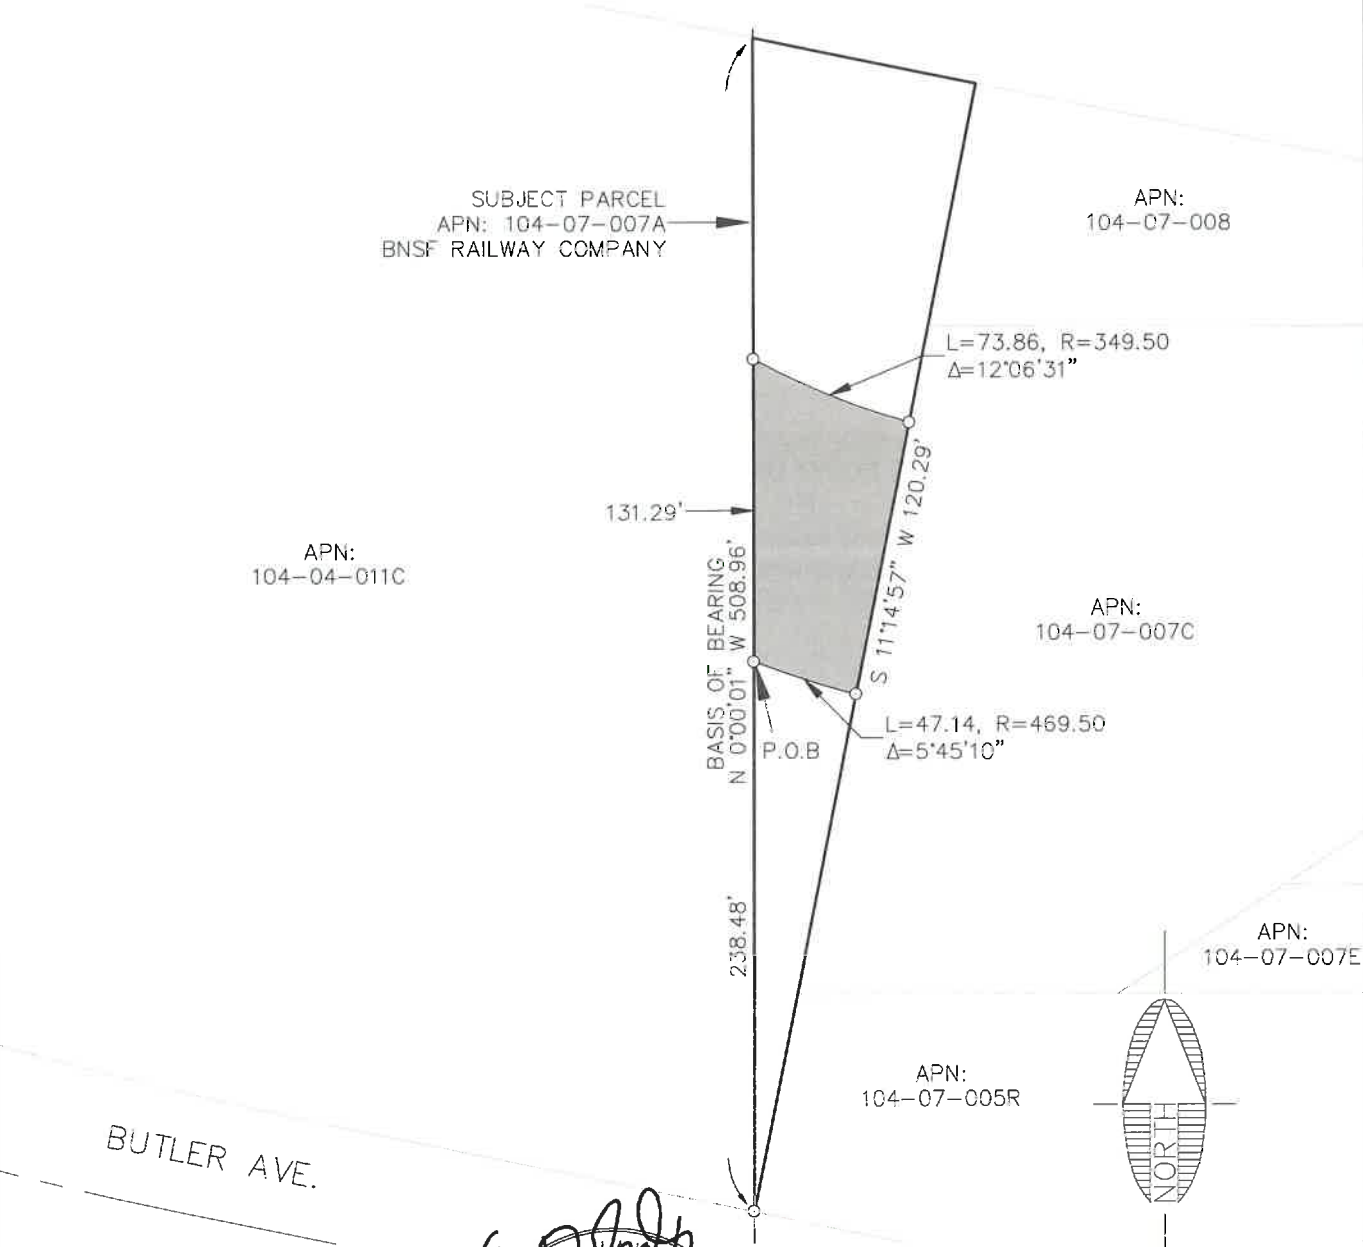 SUBJECT PARCEL
APN: 104-07-007A
BNSF RAILWAY COMPANY
APN:
104-07-008
L=73.86, R=349.50
Δ=12°06'31"
131.29'
S 11°14'57" W 120.29'
BASIS OF BEARING
N 0°00'01" W 508.96'
APN:
104-04-011C
APN:
104-07-007C
L=47.14, R=469.50
Δ=5°45'10"
P.O.B
238.48'
APN:
104-07-007E
APN:
104-07-005R
BUTLER AVE.
NORTH